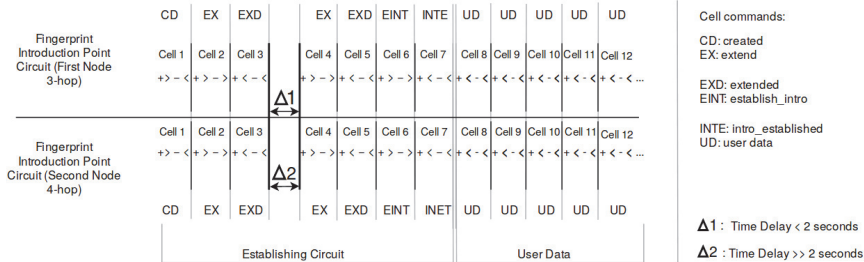 CD EX EXD EX EXD EINT INTE UD UD UD UD UD
Fingerprint
Introduction Point
Circuit (First Node
3-hop)
Cell 1 Cell 2 Cell 3 Cell 4 Cell 5 Cell 6 Cell 7 Cell 8 Cell 9 Cell 10 Cell 11 Cell 12
+ > - < + > - > + < - < + > - > + < - < + > - > + < - < + < - < + < - < + < - < + < - < + < - < ...
Δ1
Fingerprint
Introduction Point
Circuit (Second Node
4-hop)
Cell 1 Cell 2 Cell 3 Cell 4 Cell 5 Cell 6 Cell 7 Cell 8 Cell 9 Cell 10 Cell 11 Cell 12
+ > - < + > - > + < - < + > - > + < - < + > - > + < - < + < - < + < - < + < - < + < - < + < - < ...
Δ2
CD EX EXD EX EXD EINT INET UD UD UD UD UD
Establishing Circuit User Data
Cell commands:
CD: created
EX: extend
EXD: extended
EINT: establish_intro
INTE: intro_established
UD: user data
Δ1 : Time Delay < 2 seconds
Δ2 : Time Delay >> 2 seconds